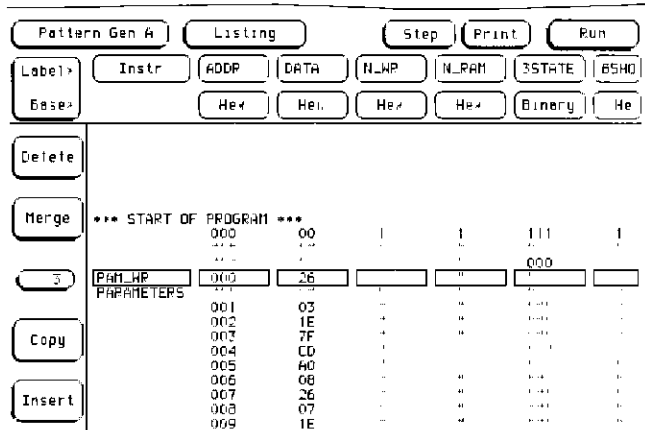 Pattern Gen A Listing Step Print Run
Label> Instr ADDR DATA N_WR N_RAM 3STATE
Base> Hex Hex Hex Hex Binary He
Delete
Merge *** START OF PROGRAM ***
000 00 1 1 111 1
000
3 000 26
PARAMETERS
001 03
002 1E
003 7F
Copy 004 CD
005 A0
006 08
Insert 007 26
008 07
009 1E